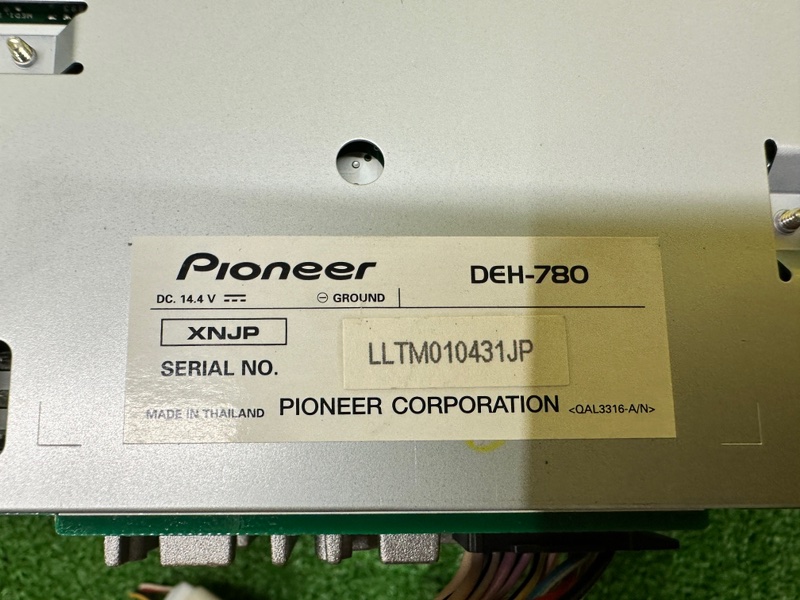 Pioneer
DEH-780
DC. 14.4 V
⊖ GROUND
XNJP
SERIAL NO.
LLTM010431JP
MADE IN THAILAND
PIONEER CORPORATION
<QAL3316-A/N>